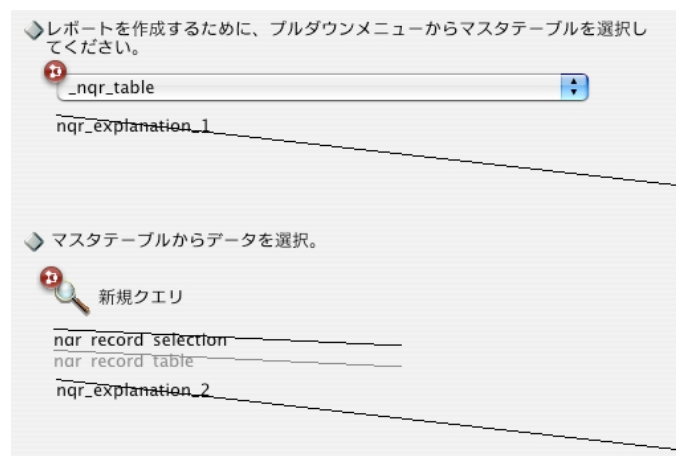 レポートを作成するために、プルダウンメニューからマスタテーブルを選択し
てください。
_nqr_table
nqr_explanation_1
マスタテーブルからデータを選択。
新規クエリ
nqr_record_selection
nqr_record_table
nqr_explanation_2